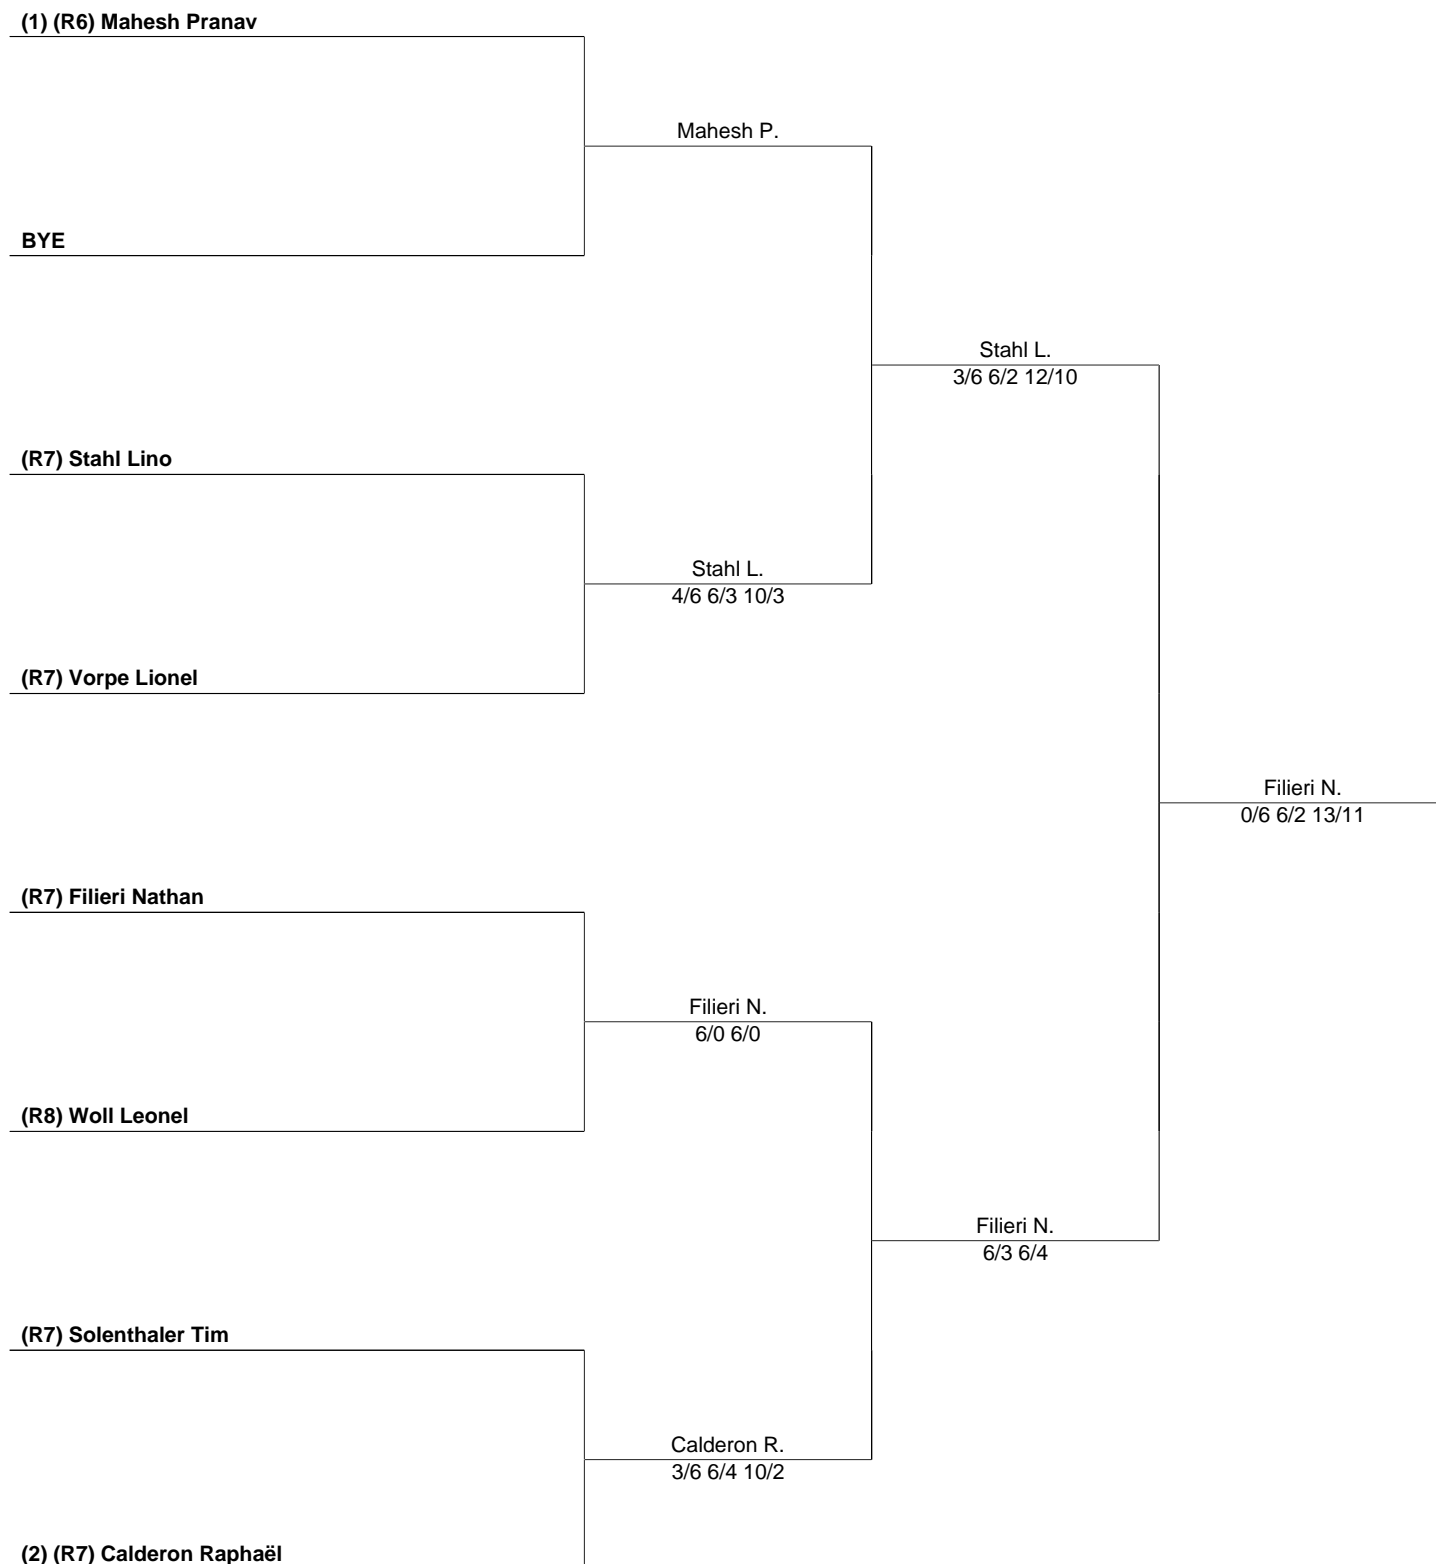 (1) (R6) Mahesh Pranav
Mahesh P.
BYE
Stahl L.
3/6 6/2 12/10
(R7) Stahl Lino
Stahl L.
4/6 6/3 10/3
(R7) Vorpe Lionel
Filieri N.
0/6 6/2 13/11
(R7) Filieri Nathan
Filieri N.
6/0 6/0
(R8) Woll Leonel
Filieri N.
6/3 6/4
(R7) Solenthaler Tim
Calderon R.
3/6 6/4 10/2
(2) (R7) Calderon Raphaël